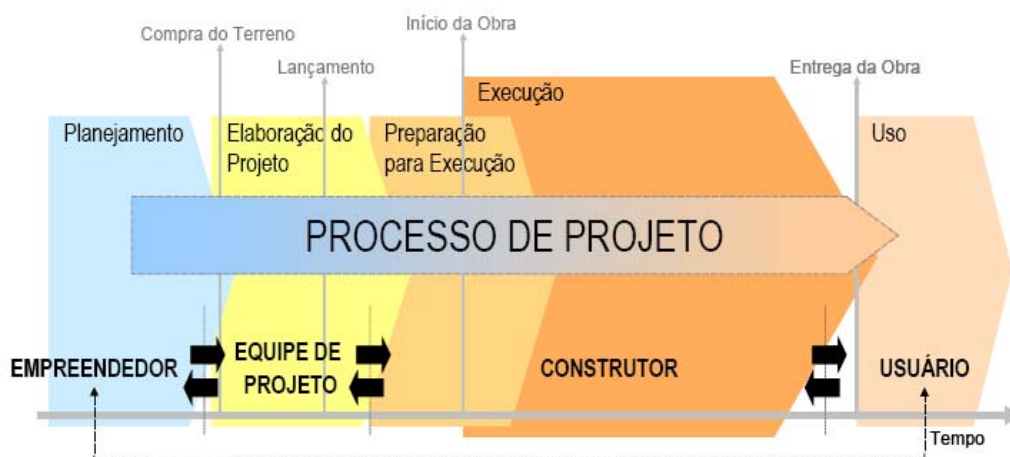 Início da Obra
Compra do Terreno
Lançamento
Entrega da Obra
Execução
Planejamento
Elaboração do
Projeto
Preparação
para Execução
Uso
PROCESSO DE PROJETO
EMPREENDEDOR
EQUIPE DE
PROJETO
CONSTRUTOR
USUÁRIO
Tempo